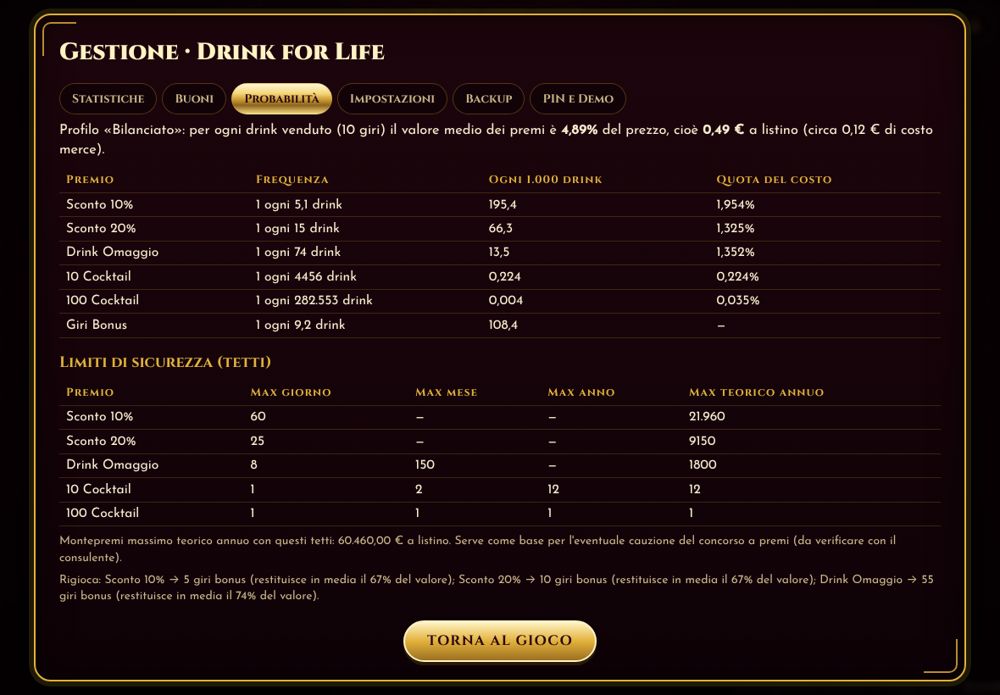 Gestione · Drink for Life
Statistiche Buoni Probabilità Impostazioni Backup PIN e Demo
Profilo «Bilanciato»: per ogni drink venduto (10 giri) il valore medio dei premi è 4,89% del prezzo, cioè 0,49 € a listino (circa 0,12 € di costo
merce).
Premio Frequenza Ogni 1.000 drink Quota del costo
Sconto 10% 1 ogni 5,1 drink 195,4 1,954%
Sconto 20% 1 ogni 15 drink 66,3 1,325%
Drink Omaggio 1 ogni 74 drink 13,5 1,352%
10 Cocktail 1 ogni 4456 drink 0,224 0,224%
100 Cocktail 1 ogni 282.553 drink 0,004 0,035%
Giri Bonus 1 ogni 9,2 drink 108,4 –
Limiti di sicurezza (tetti)
Premio Max giorno Max mese Max anno Max teorico annuo
Sconto 10% 60 – – 21.960
Sconto 20% 25 – – 9150
Drink Omaggio 8 150 – 1800
10 Cocktail 1 2 12 12
100 Cocktail 1 1 1 1
Montepremi massimo teorico annuo con questi tetti: 60.460,00 € a listino. Serve come base per l'eventuale cauzione del concorso a premi (da verificare con il
consulente).
Rigioca: Sconto 10% → 5 giri bonus (restituisce in media il 67% del valore); Sconto 20% → 10 giri bonus (restituisce in media il 67% del valore); Drink Omaggio → 55
giri bonus (restituisce in media il 74% del valore).
TORNA AL GIOCO